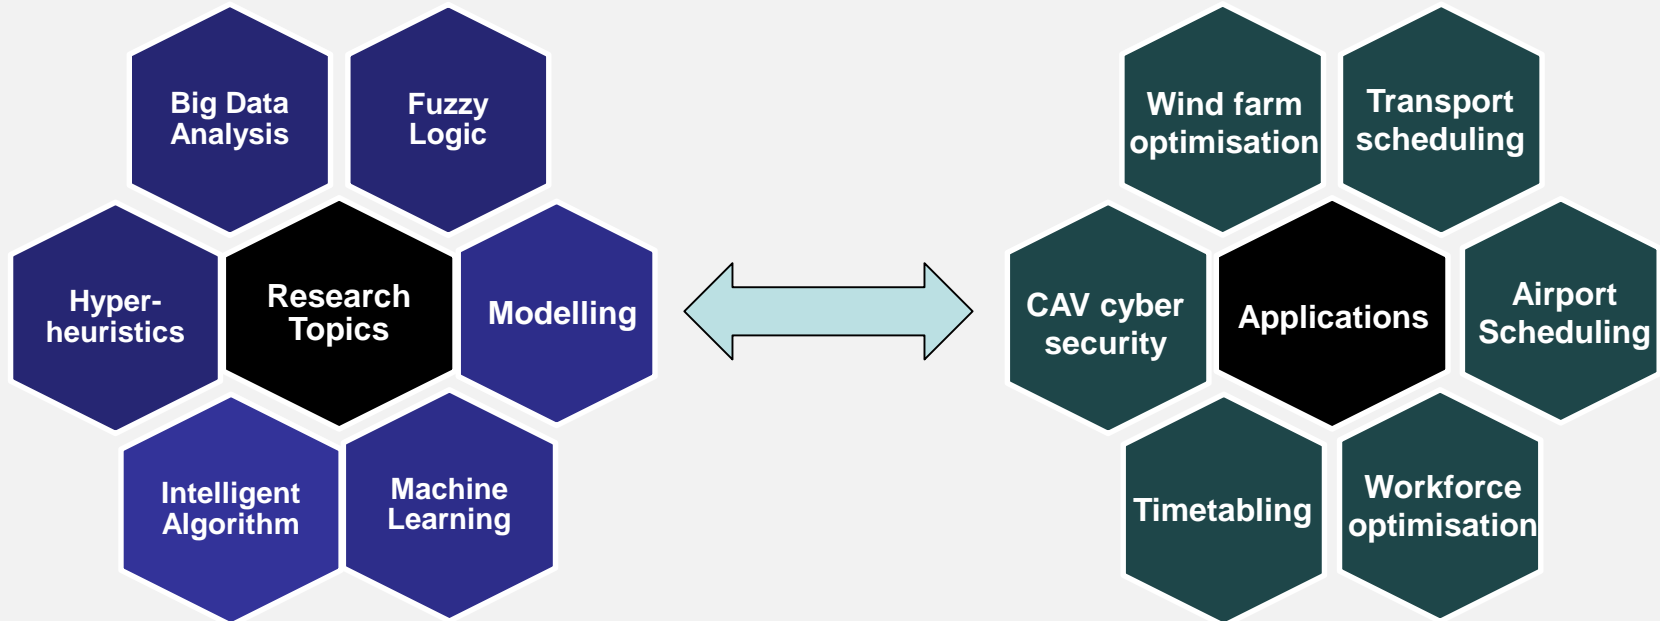 Big Data
Analysis
Fuzzy
Logic
Hyper-
heuristics
Research
Topics
Modelling
Intelligent
Algorithm
Machine
Learning
Wind farm
optimisation
Transport
scheduling
CAV cyber
security
Applications
Airport
Scheduling
Timetabling
Workforce
optimisation